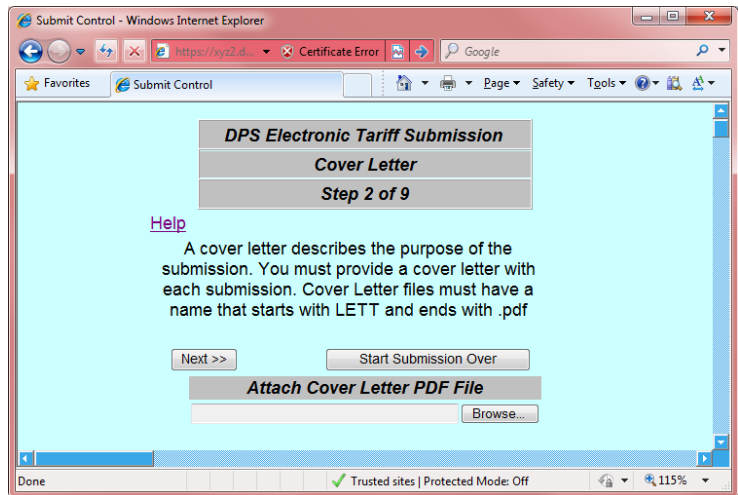 Submit Control - Windows Internet Explorer
https://xyz2.d... Certificate Error Google
Favorites Submit Control Page Safety Tools
DPS Electronic Tariff Submission
Cover Letter
Step 2 of 9
Help
A cover letter describes the purpose of the
submission. You must provide a cover letter with
each submission. Cover Letter files must have a
name that starts with LETT and ends with .pdf
Next >> Start Submission Over
Attach Cover Letter PDF File
Browse...
Done Trusted sites | Protected Mode: Off 115%